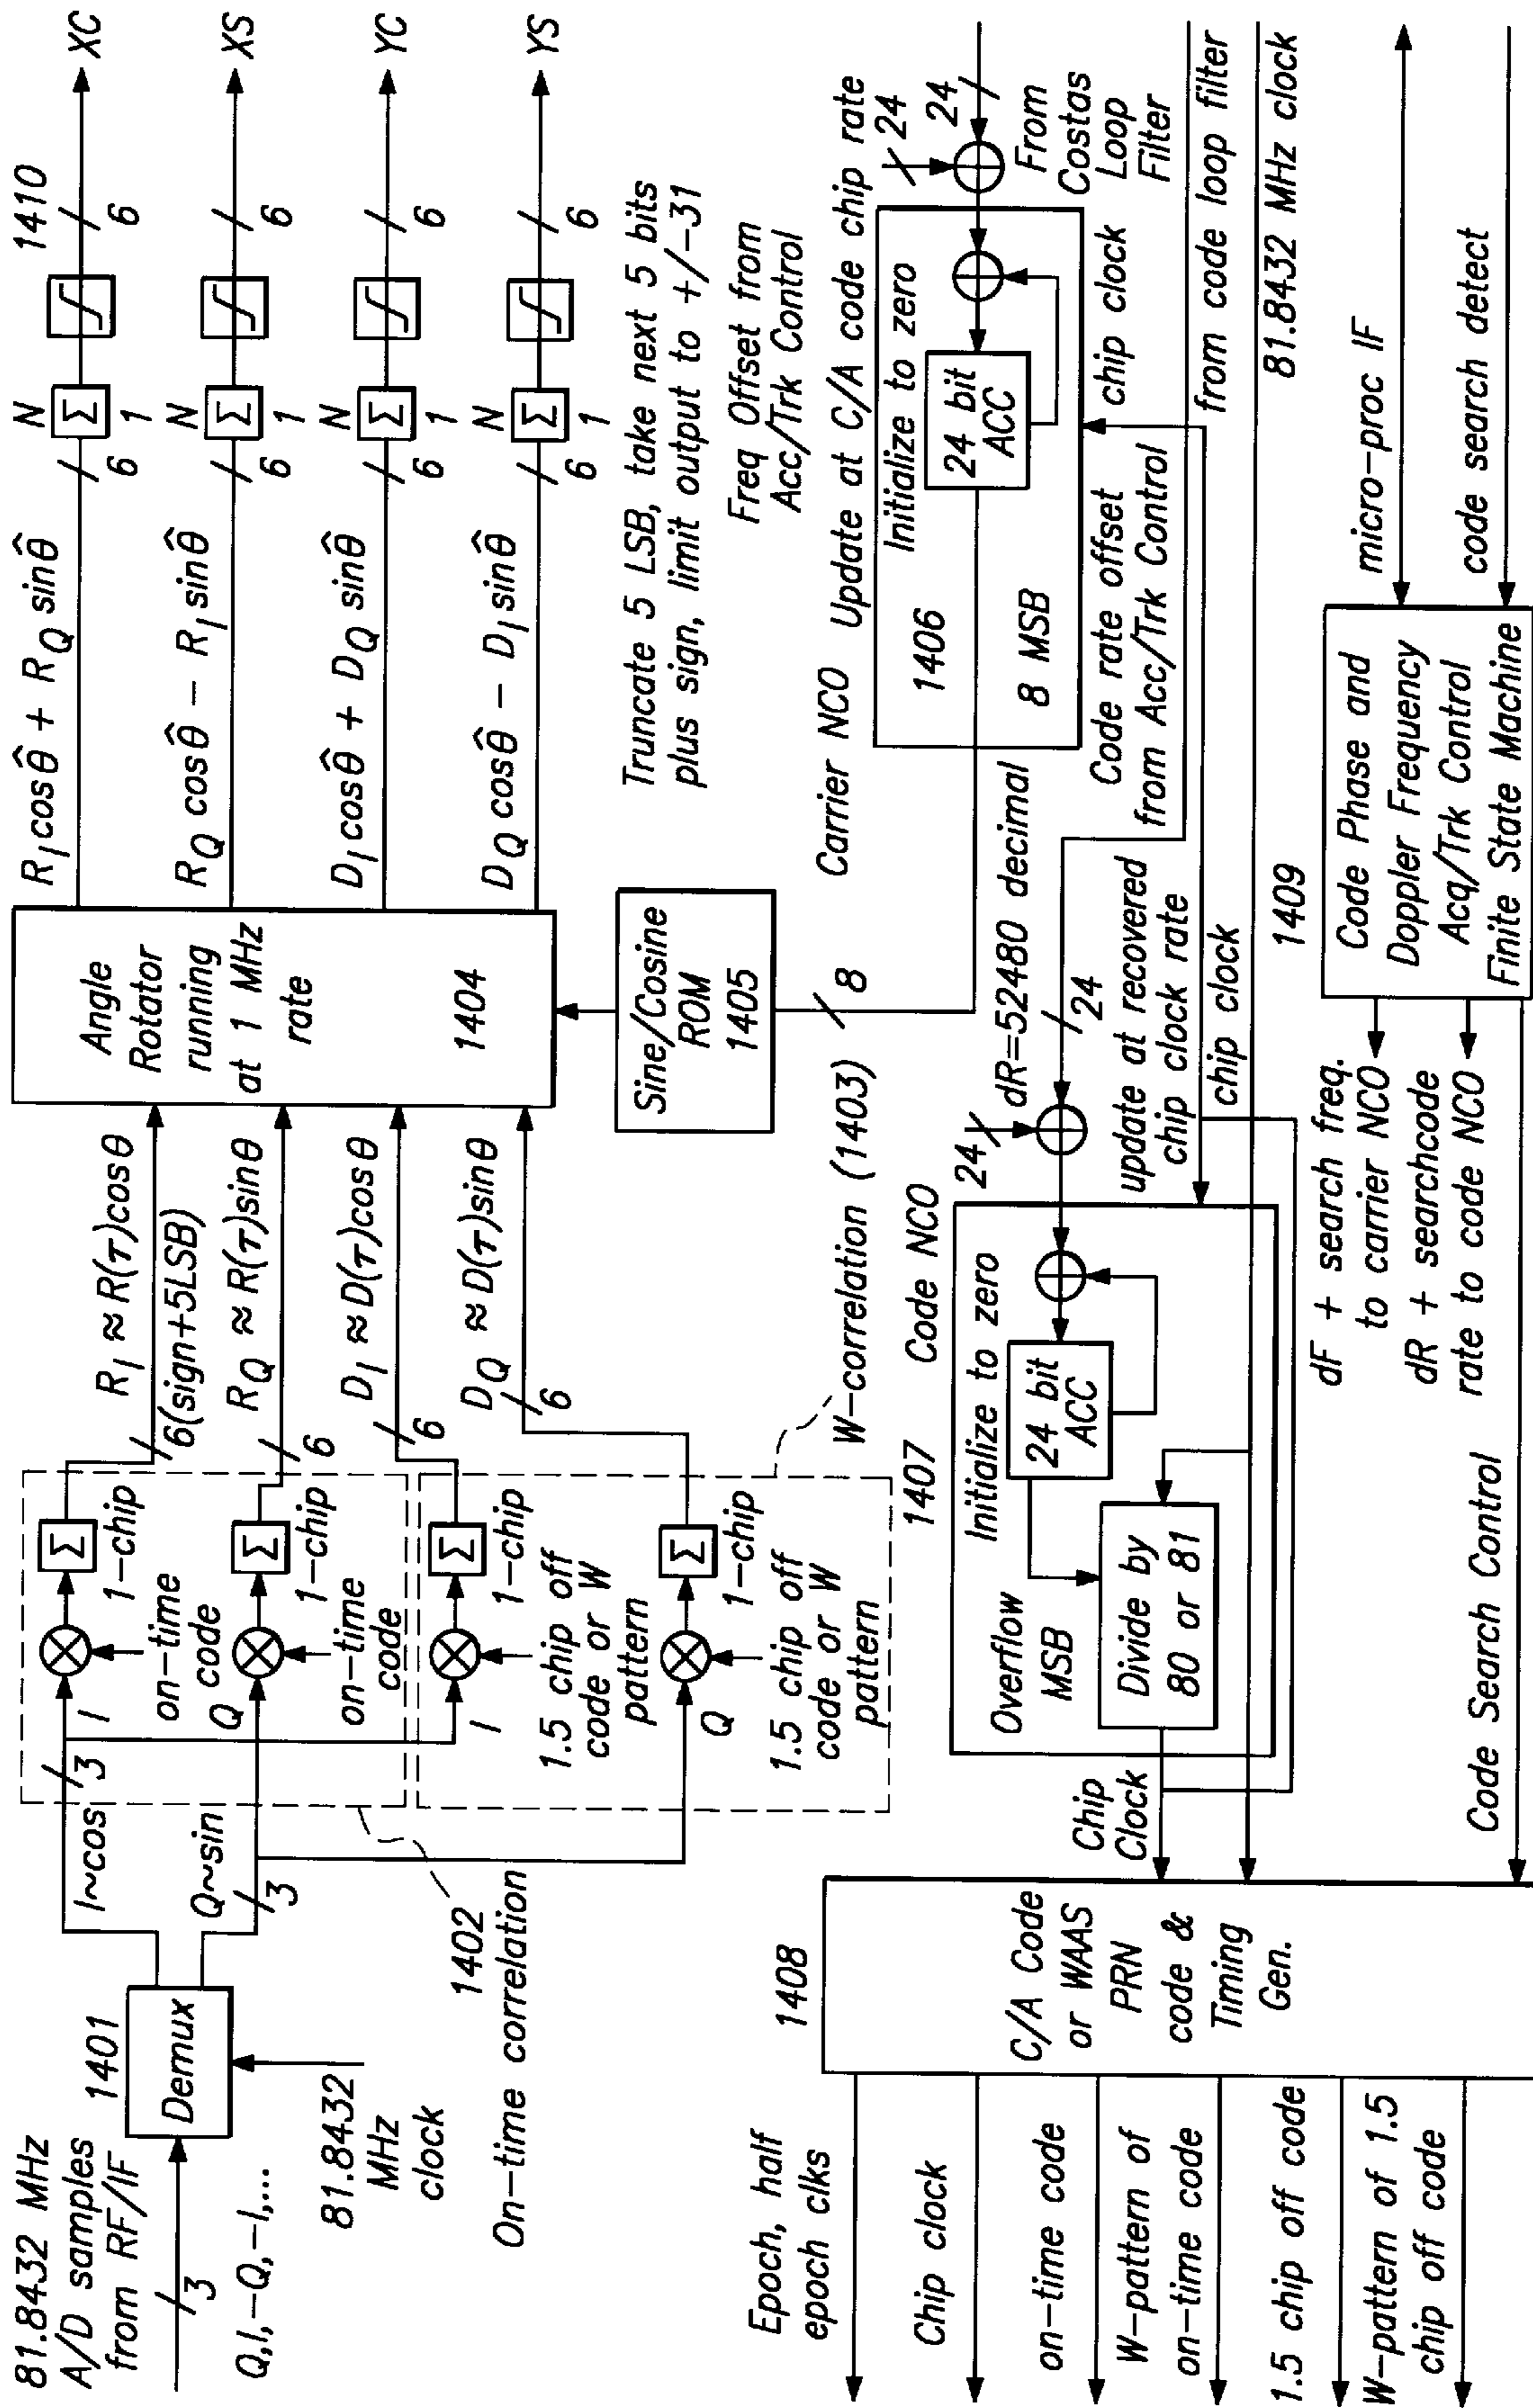 81.8432 MHz
A/D samples
from RF/IF
3
Q,I,-Q,-I,...
1401
Demux
81.8432
MHz
clock
I~cos
3
Q~sin
3
1402
On-time correlation
I
on-time
code
Σ
1-chip
Q
on-time
code
Σ
1-chip
I
1.5 chip off
code or W
pattern
Σ
1-chip
Q
1.5 chip off
code or W
pattern
Σ
1-chip
W-correlation (1403)
R_I ≈ R(τ)cosθ
6(sign+5LSB)
R_Q ≈ R(τ)sinθ
6
D_I ≈ D(τ)cosθ
6
D_Q ≈ D(τ)sinθ
6
Angle
Rotator
running
at 1 MHz
rate
1404
Sine/Cosine
ROM
1405
8
R_I cosθ̂ + R_Q sinθ̂
6
N
Σ
1
1410
6
XC
R_Q cosθ̂ - R_I sinθ̂
6
N
Σ
1
6
XS
D_I cosθ̂ + D_Q sinθ̂
6
N
Σ
1
6
YC
D_Q cosθ̂ - D_I sinθ̂
6
N
Σ
1
6
YS
Truncate 5 LSB, take next 5 bits
plus sign, limit output to +/-31
Freq Offset from
Acc/Trk Control
Carrier NCO Update at C/A code chip rate
1406
Initialize to zero
24 bit
ACC
8 MSB
24
24
From
Costas
Loop
Filter
chip clock
Code rate offset
from Acc/Trk Control
from code loop filter
81.8432 MHz clock
1407
Code NCO
Initialize to zero
24 bit
ACC
Overflow
MSB
Divide by
80 or 81
24
dR=52480 decimal
24
update at recovered
chip clock rate
chip clock
Chip
Clock
1408
C/A Code
or WAAS
PRN
code &
Timing
Gen.
Epoch, half
epoch clks
Chip clock
on-time code
W-pattern of
on-time code
1.5 chip off code
W-pattern of 1.5
chip off code
Code Search Control
dF + search freq.
to carrier NCO
dR + searchcode
rate to code NCO
1409
Code Phase and
Doppler Frequency
Acq/Trk Control
Finite State Machine
micro-proc IF
code search detect